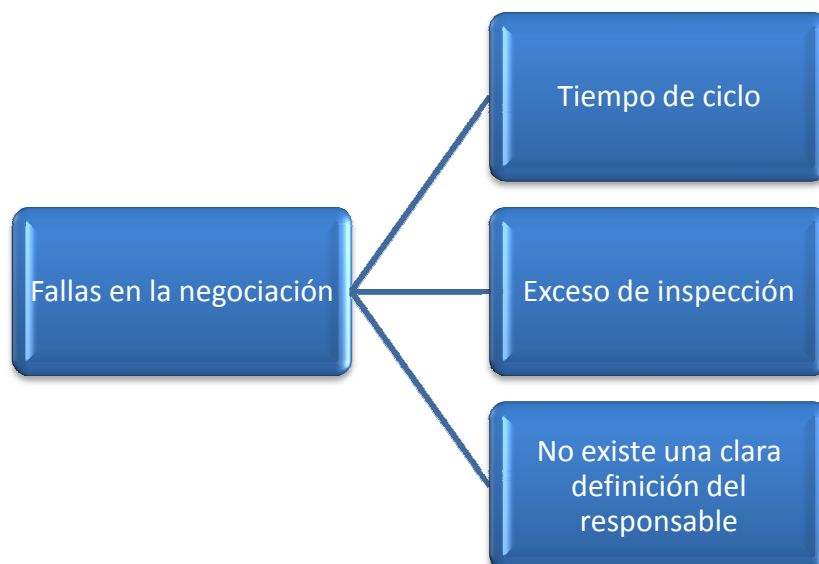 Tiempo de ciclo
Fallas en la negociación
Exceso de inspección
No existe una clara
definición del
responsable